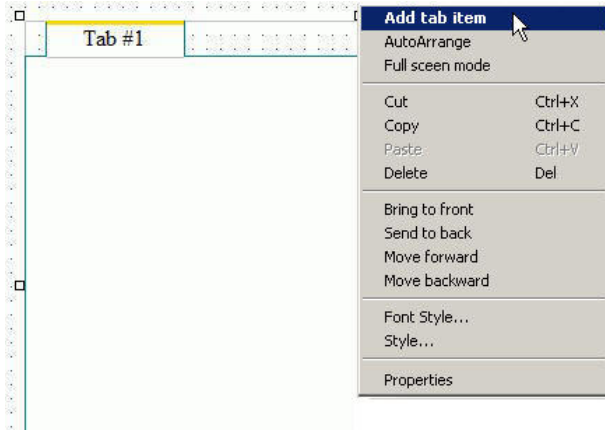 Tab #1
Add tab item
AutoArrange
Full sceen mode
Cut Ctrl+X
Copy Ctrl+C
Paste Ctrl+V
Delete Del
Bring to front
Send to back
Move forward
Move backward
Font Style...
Style...
Properties